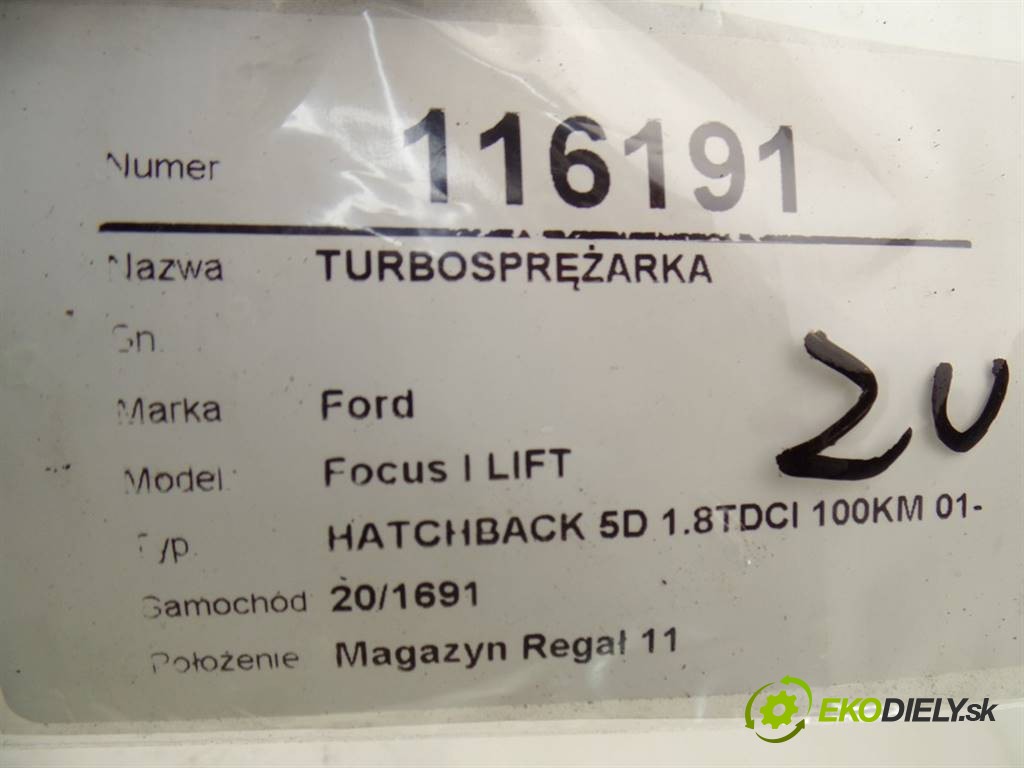 Numer 116191
Nazwa TURBOSPRĘŻARKA
Sn.
Marka Ford
Model: Focus I LIFT
Typ. HATCHBACK 5D 1.8TDCI 100KM 01-
Samochód 20/1691
Położenie Magazyn Regał 11
ZU
EKODIELY.sk